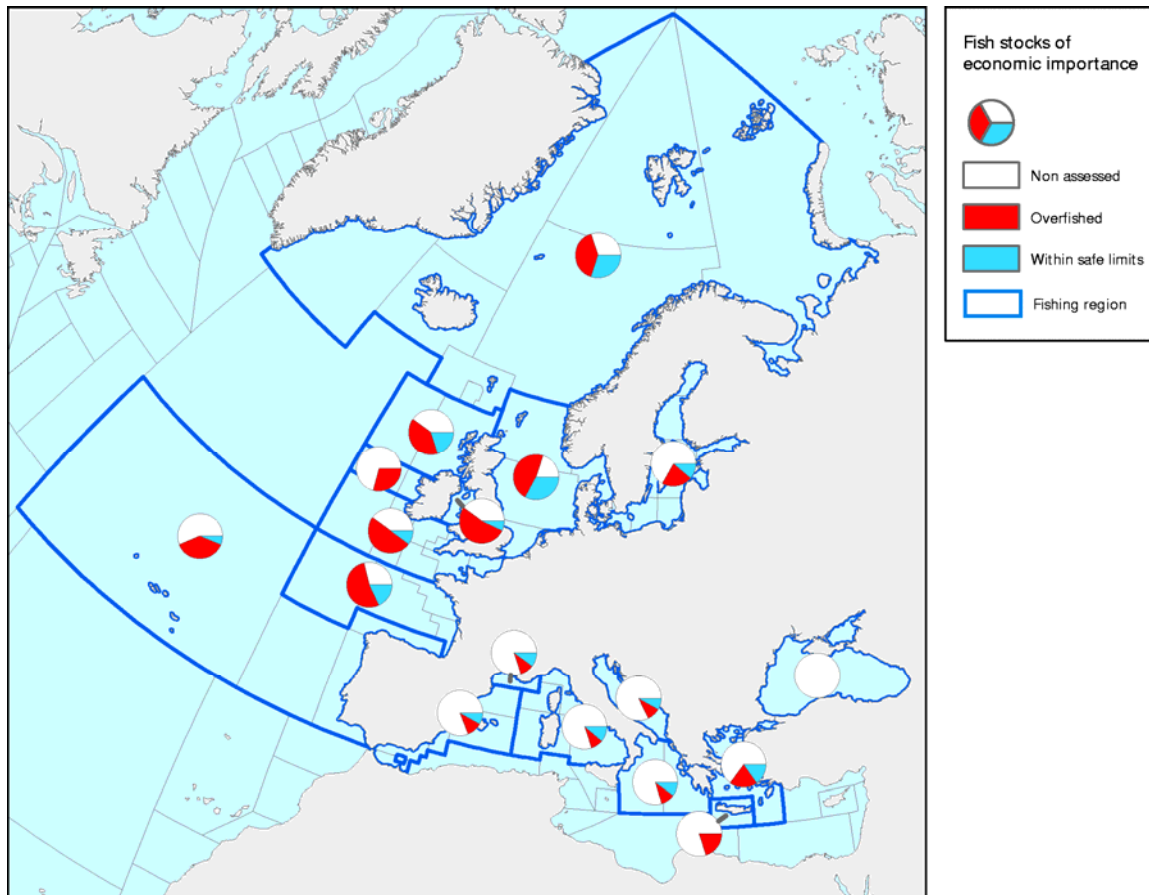 Fish stocks of
economic importance
Non assessed
Overfished
Within safe limits
Fishing region